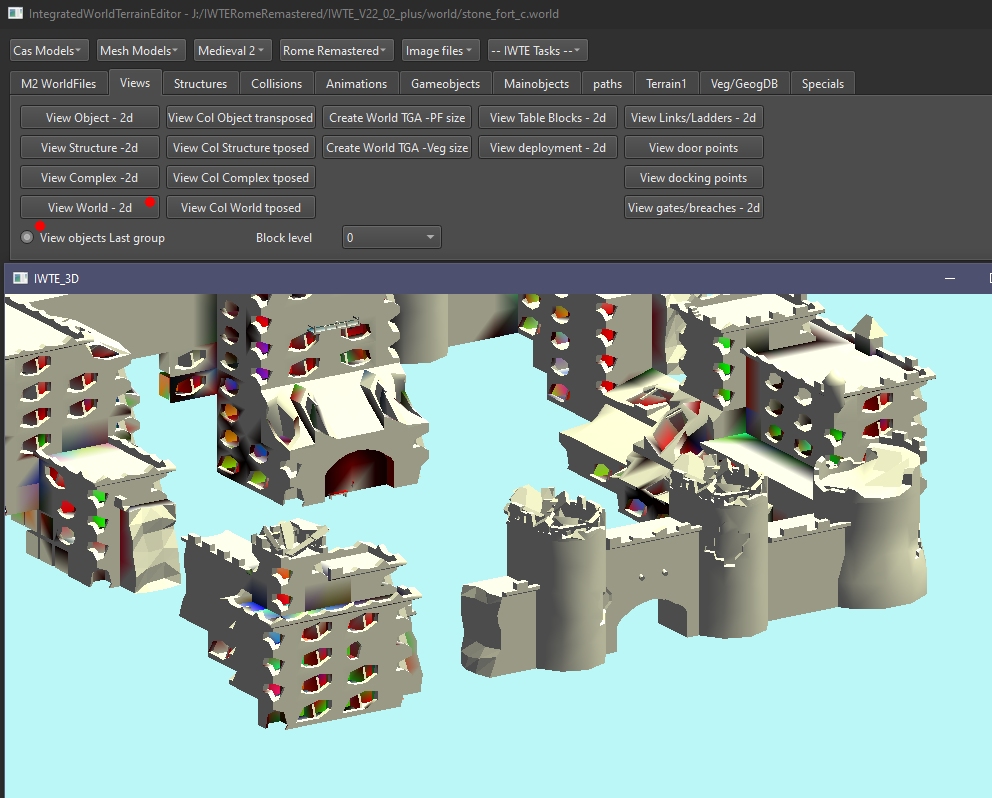 IntegratedWorldTerrainEditor - J:/IWTERomeRemastered/IWTE_V22_02_plus/world/stone_fort_c.world
Cas Models Mesh Models Medieval 2 Rome Remastered Image files -- IWTE Tasks --
M2 WorldFiles Views Structures Collisions Animations Gameobjects Mainobjects paths Terrain1 Veg/GeogDB Specials
View Object - 2d View Col Object transposed Create World TGA -PF size View Table Blocks - 2d View Links/Ladders - 2d
View Structure -2d View Col Structure tposed Create World TGA -Veg size View deployment - 2d View door points
View Complex -2d View Col Complex tposed View docking points
View World - 2d View Col World tposed View gates/breaches - 2d
View objects Last group Block level 0
IWTE_3D